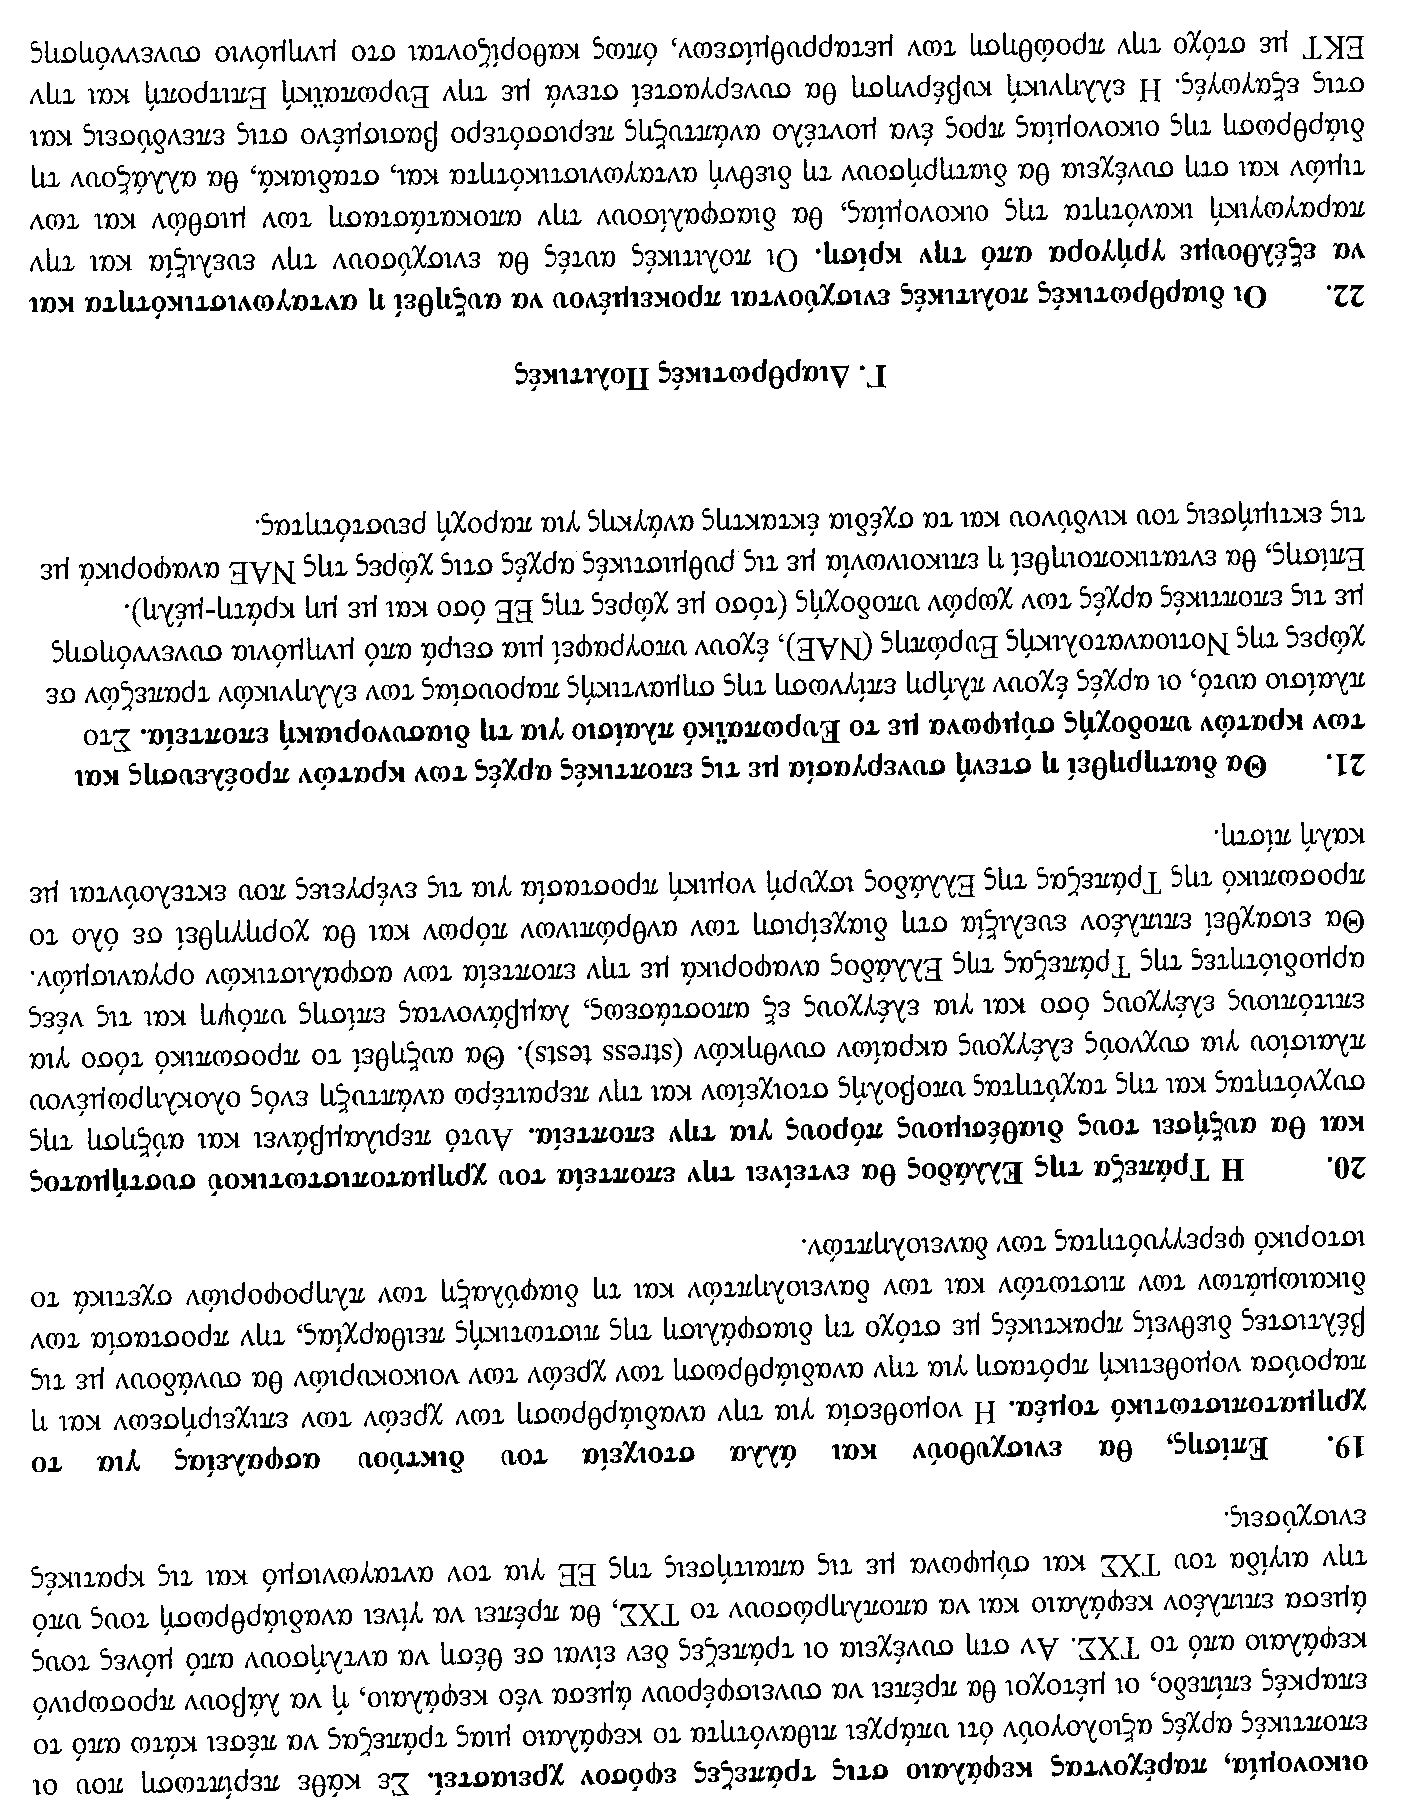 οικονομία, παρέχοντας κεφάλαιο στις τράπεζες εφόσον χρειαστεί. Σε κάθε περίπτωση που οι
εποπτικές αρχές αξιολογούν ότι υπάρχει πιθανότητα το κεφάλαιο μιας τράπεζας να πέσει κάτω από το
επαρκές επίπεδο, οι μέτοχοι θα πρέπει να συνεισφέρουν άμεσα νέο κεφάλαιο, ή να λάβουν προσωρινό
κεφάλαιο από το ΤΧΣ. Αν στη συνέχεια οι τράπεζες δεν είναι σε θέση να αντλήσουν από μόνες τους
άμεσα επιπλέον κεφάλαιο και να αποπληρώσουν το ΤΧΣ, θα πρέπει να γίνει αναδιάρθρωσή τους υπό
την αιγίδα του ΤΧΣ και σύμφωνα με τις απαιτήσεις της ΕΕ για τον ανταγωνισμό και τις κρατικές
ενισχύσεις.
19. Επίσης, θα ενισχυθούν και άλλα στοιχεία του δικτύου ασφαλείας για το
χρηματοπιστωτικό τομέα. Η νομοθεσία για την αναδιάρθρωση των χρεών των επιχειρήσεων και η
παρούσα νομοθετική πρόταση για την αναδιάρθρωση των χρεών των νοικοκυριών θα συνάδουν με τις
βέλτιστες διεθνείς πρακτικές με στόχο τη διασφάλιση της πιστωτικής πειθαρχίας, την προστασία των
δικαιωμάτων των πιστωτών και των δανειοληπτών και τη διαφύλαξη των πληροφοριών σχετικά το
ιστορικό φερεγγυότητας των δανειοληπτών.
20. Η Τράπεζα της Ελλάδος θα εντείνει την εποπτεία του χρηματοπιστωτικού συστήματος
και θα αυξήσει τους διαθέσιμους πόρους για την εποπτεία. Αυτό περιλαμβάνει και αύξηση της
συχνότητας και της ταχύτητας υποβολής στοιχείων και την περαιτέρω ανάπτυξη ενός ολοκληρωμένου
πλαισίου για συχνούς ελέγχους ακραίων συνθηκών (stress tests). Θα αυξηθεί το προσωπικό τόσο για
επιτόπιους ελέγχους όσο και για ελέγχους εξ αποστάσεως, λαμβάνοντας επίσης υπόψη και τις νέες
αρμοδιότητες της Τράπεζας της Ελλάδος αναφορικά με την εποπτεία των ασφαλιστικών οργανισμών.
Θα εισαχθεί επιπλέον ευελιξία στη διαχείριση των ανθρώπινων πόρων και θα χορηγηθεί σε όλο το
προσωπικό της Τράπεζας της Ελλάδος ισχυρή νομική προστασία για τις ενέργειες που εκτελούνται με
καλή πίστη.
21. Θα διατηρηθεί η στενή συνεργασία με τις εποπτικές αρχές των κρατών προέλευσης και
των κρατών υποδοχής σύμφωνα με το Ευρωπαϊκό πλαίσιο για τη διασυνοριακή εποπτεία. Στο
πλαίσιο αυτό, οι αρχές έχουν πλήρη επίγνωση της σημαντικής παρουσίας των ελληνικών τραπεζών σε
χώρες της Νοτιοανατολικής Ευρώπης (ΝΑΕ), έχουν υπογραφεί μια σειρά από μνημόνια συνεννόησης
με τις εποπτικές αρχές των χωρών υποδοχής (τόσο με χώρες της ΕΕ όσο και με μη κράτη-μέλη).
Επίσης, θα εντατικοποιηθεί η επικοινωνία με τις ρυθμιστικές αρχές στις χώρες της ΝΑΕ αναφορικά με
τις εκτιμήσεις του κινδύνου και τα σχέδια έκτακτης ανάγκης για παροχή ρευστότητας.
Γ. Διαρθρωτικές Πολιτικές
22. Οι διαρθρωτικές πολιτικές ενισχύονται προκειμένου να αυξηθεί η ανταγωνιστικότητα και
να εξέλθουμε γρήγορα από την κρίση. Οι πολιτικές αυτές θα ενισχύσουν την ευελιξία και την
παραγωγική ικανότητα της οικονομίας, θα διασφαλίσουν την αποκατάσταση των μισθών και των
τιμών και στη συνέχεια θα διατηρήσουν τη διεθνή ανταγωνιστικότητα και, σταδιακά, θα αλλάξουν τη
διάρθρωση της οικονομίας προς ένα μοντέλο ανάπτυξης περισσότερο βασισμένο στις επενδύσεις και
στις εξαγωγές. Η ελληνική κυβέρνηση θα συνεργαστεί στενά με την Ευρωπαϊκή Επιτροπή και την
ΕΚΤ με στόχο την προώθηση των μεταρρυθμίσεων, όπως καθορίζονται στο μνημόνιο συνεννόησης